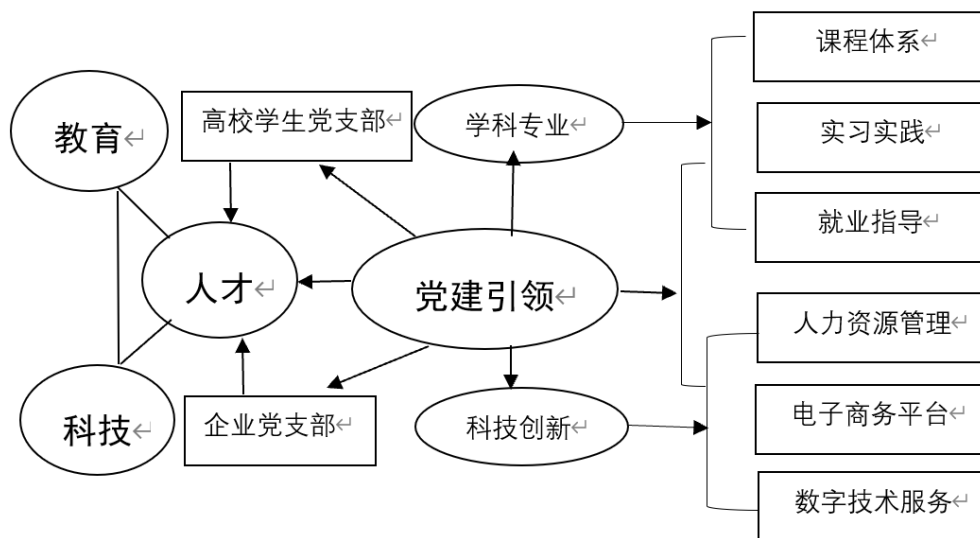 课程体系
教育
高校学生党支部
学科专业
实习实践
就业指导
人才
党建引领
人力资源管理
科技
企业党支部
科技创新
电子商务平台
数字技术服务